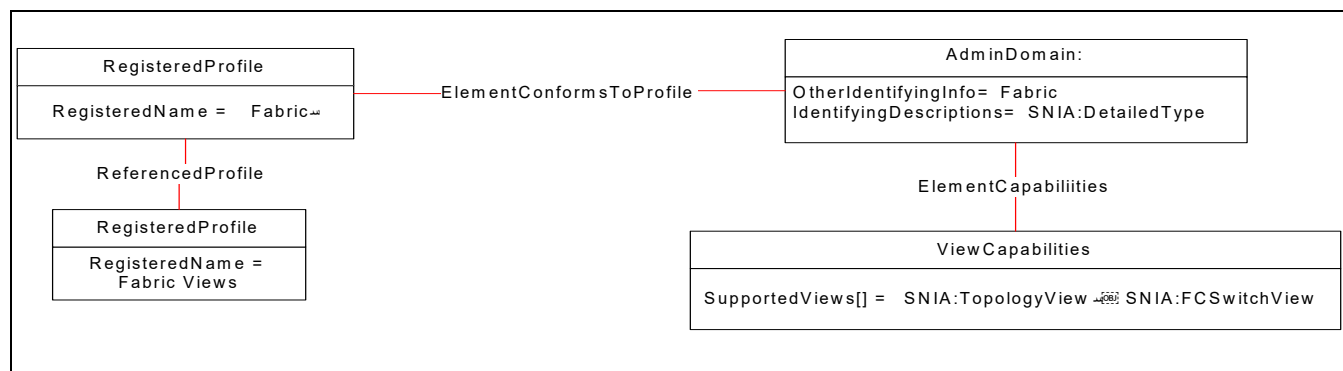 RegisteredProfile
RegisteredName = Fabric
ElementConformsToProfile
AdminDomain:
OtherIdentifyingInfo= Fabric
IdentifyingDescriptions= SNIA:DetailedType
ReferencedProfile
ElementCapabiliities
RegisteredProfile
RegisteredName =
Fabric Views
ViewCapabilities
SupportedViews[] = SNIA:TopologyView SNIA:FCSwitchView